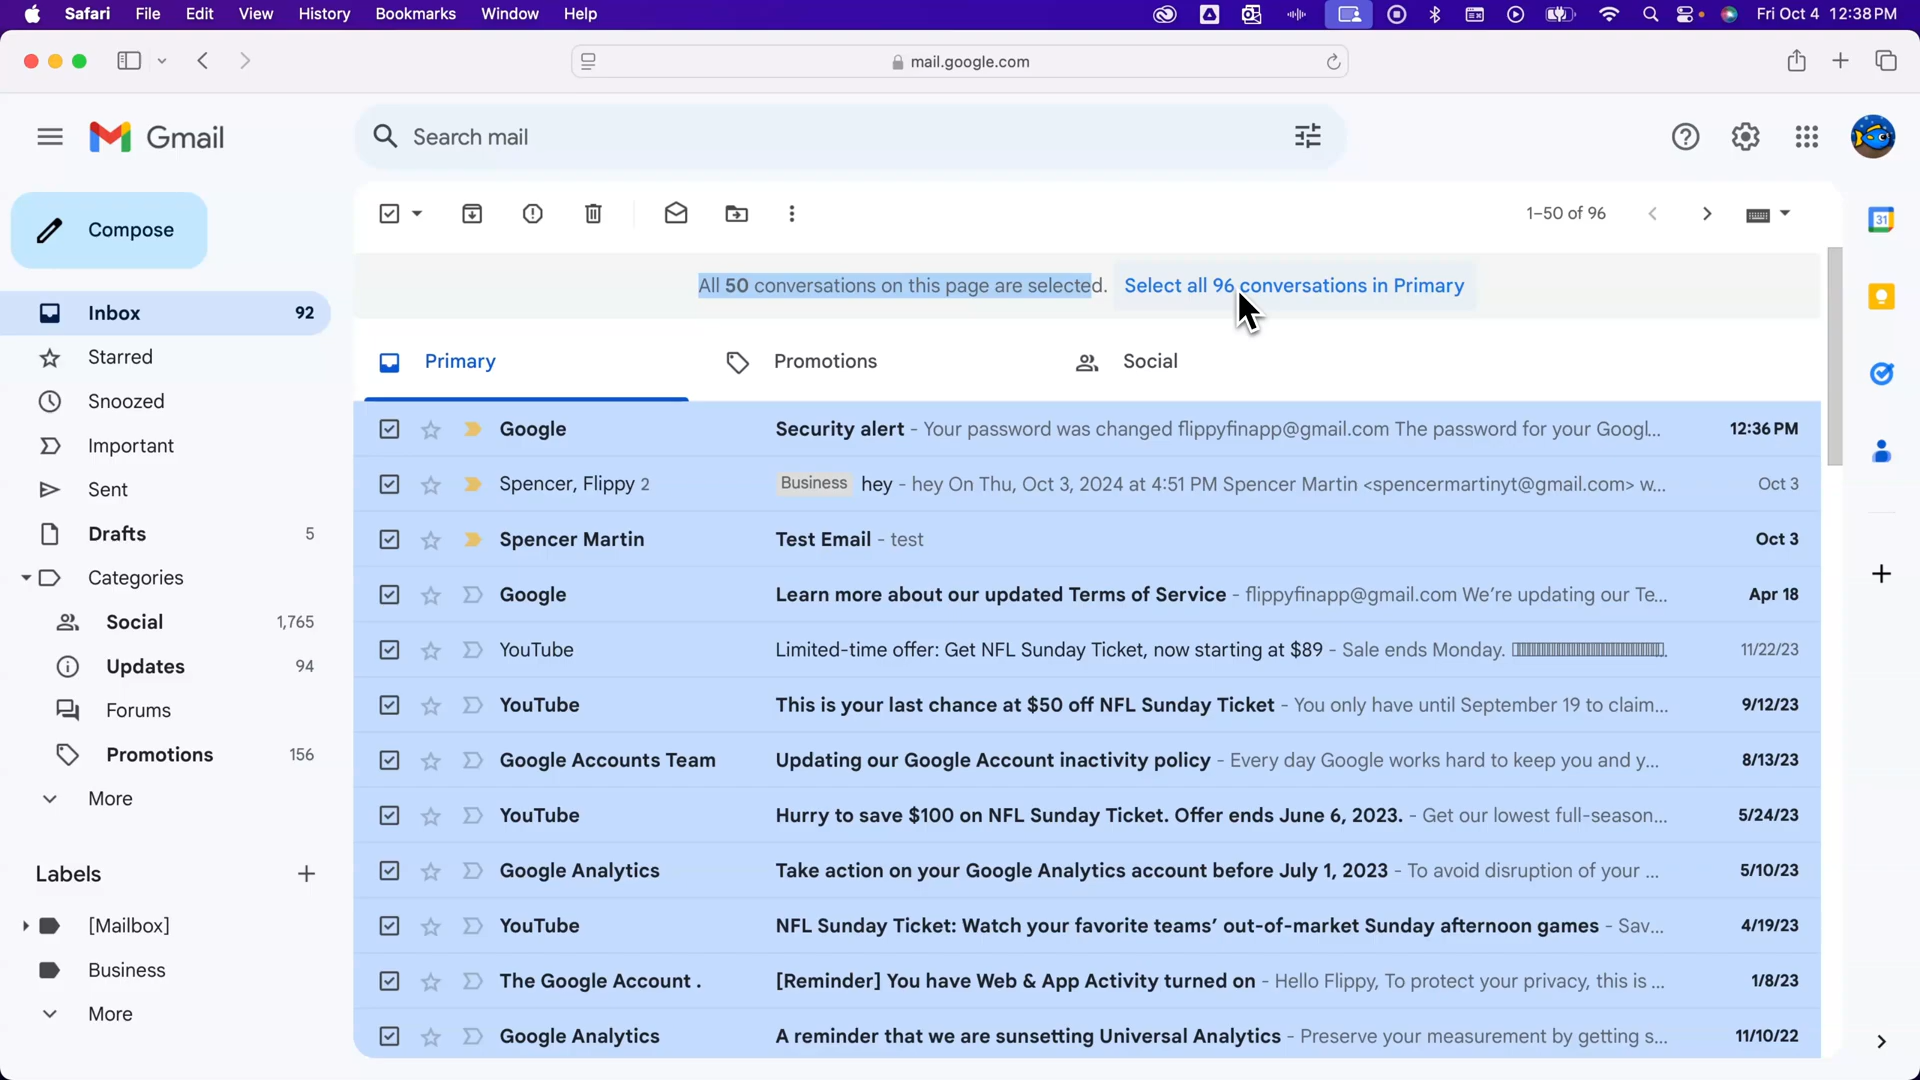 Safari File Edit View History Bookmarks Window Help Fri Oct 4 12:38 PM
mail.google.com
Gmail
Search mail
Compose
1–50 of 96
31
All 50 conversations on this page are selected. Select all 96 conversations in Primary
Inbox 92
Starred
Snoozed
Important
Sent
Drafts 5
Categories
Social 1,765
Updates 94
Forums
Promotions 156
More
Labels
[Mailbox]
Business
More
Primary Promotions Social
Google Security alert - Your password was changed flippyfinapp@gmail.com The password for your Googl... 12:36 PM
Spencer, Flippy 2 Business hey - hey On Thu, Oct 3, 2024 at 4:51 PM Spencer Martin <spencermartinyt@gmail.com> w... Oct 3
Spencer Martin Test Email - test Oct 3
Google Learn more about our updated Terms of Service - flippyfinapp@gmail.com We’re updating our Te... Apr 18
YouTube Limited-time offer: Get NFL Sunday Ticket, now starting at $89 - Sale ends Monday. 11/22/23
YouTube This is your last chance at $50 off NFL Sunday Ticket - You only have until September 19 to claim... 9/12/23
Google Accounts Team Updating our Google Account inactivity policy - Every day Google works hard to keep you and y... 8/13/23
YouTube Hurry to save $100 on NFL Sunday Ticket. Offer ends June 6, 2023. - Get our lowest full-season... 5/24/23
Google Analytics Take action on your Google Analytics account before July 1, 2023 - To avoid disruption of your ... 5/10/23
YouTube NFL Sunday Ticket: Watch your favorite teams’ out-of-market Sunday afternoon games - Sav... 4/19/23
The Google Account . [Reminder] You have Web & App Activity turned on - Hello Flippy, To protect your privacy, this is ... 1/8/23
Google Analytics A reminder that we are sunsetting Universal Analytics - Preserve your measurement by getting s... 11/10/22